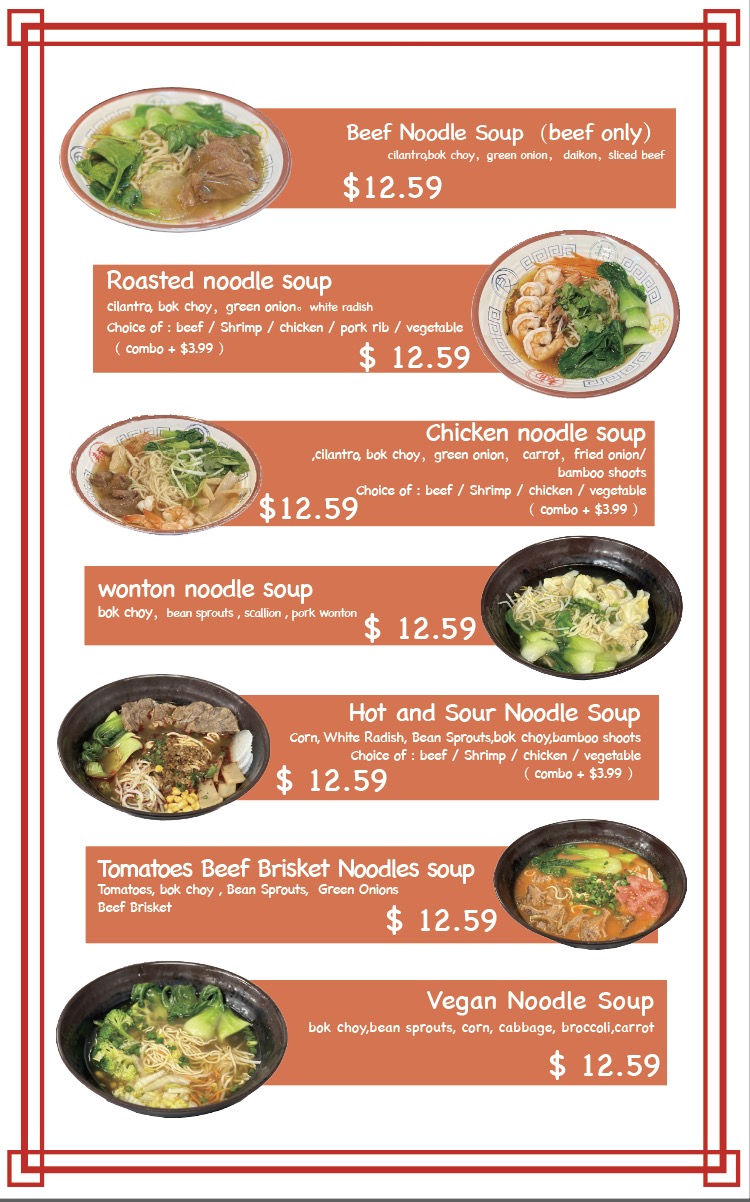 Beef Noodle Soup （beef only）
cilantro,bok choy, green onion, daikon, sliced beef
$12.59
Roasted noodle soup
cilantro, bok choy, green onion。white radish
Choice of : beef / Shrimp / chicken / pork rib / vegetable
（ combo + $3.99 ）
$ 12.59
Chicken noodle soup
,cilantro, bok choy, green onion, carrot, fried onion/
bamboo shoots
Choice of : beef / Shrimp / chicken / vegetable
$12.59
（ combo + $3.99 ）
wonton noodle soup
bok choy, bean sprouts , scallion , pork wonton
$ 12.59
Hot and Sour Noodle Soup
Corn, White Radish, Bean Sprouts,bok choy,bamboo shoots
Choice of : beef / Shrimp / chicken / vegetable
$ 12.59
（ combo + $3.99 ）
Tomatoes Beef Brisket Noodles soup
Tomatoes, bok choy , Bean Sprouts, Green Onions
Beef Brisket
$ 12.59
Vegan Noodle Soup
bok choy,bean sprouts, corn, cabbage, broccoli,carrot
$ 12.59